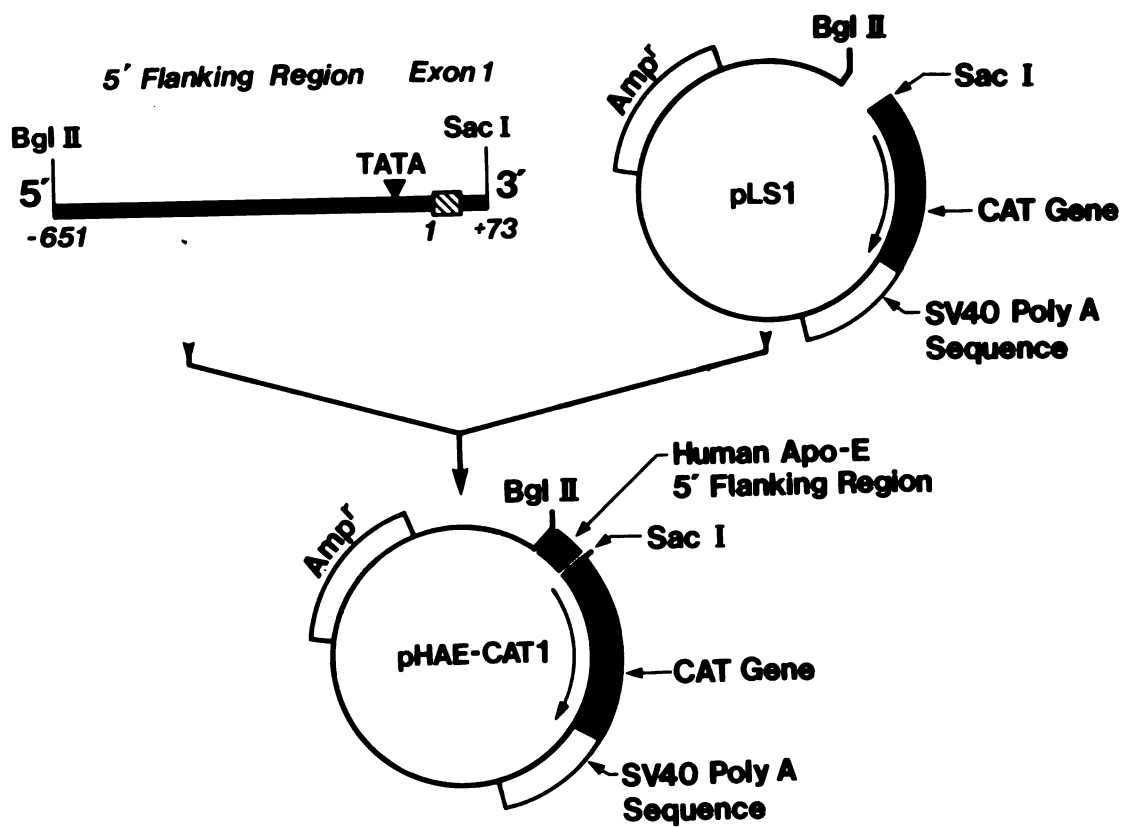 5´ Flanking Region Exon 1
Bgl II
Sac I
TATA
5´
3´
-651
1
+73
Bgl II
Amp^r
Sac I
pLS1
CAT Gene
SV40 Poly A
Sequence
Human Apo-E
5´ Flanking Region
Bgl II
Sac I
Amp^r
pHAE-CAT1
CAT Gene
SV40 Poly A
Sequence